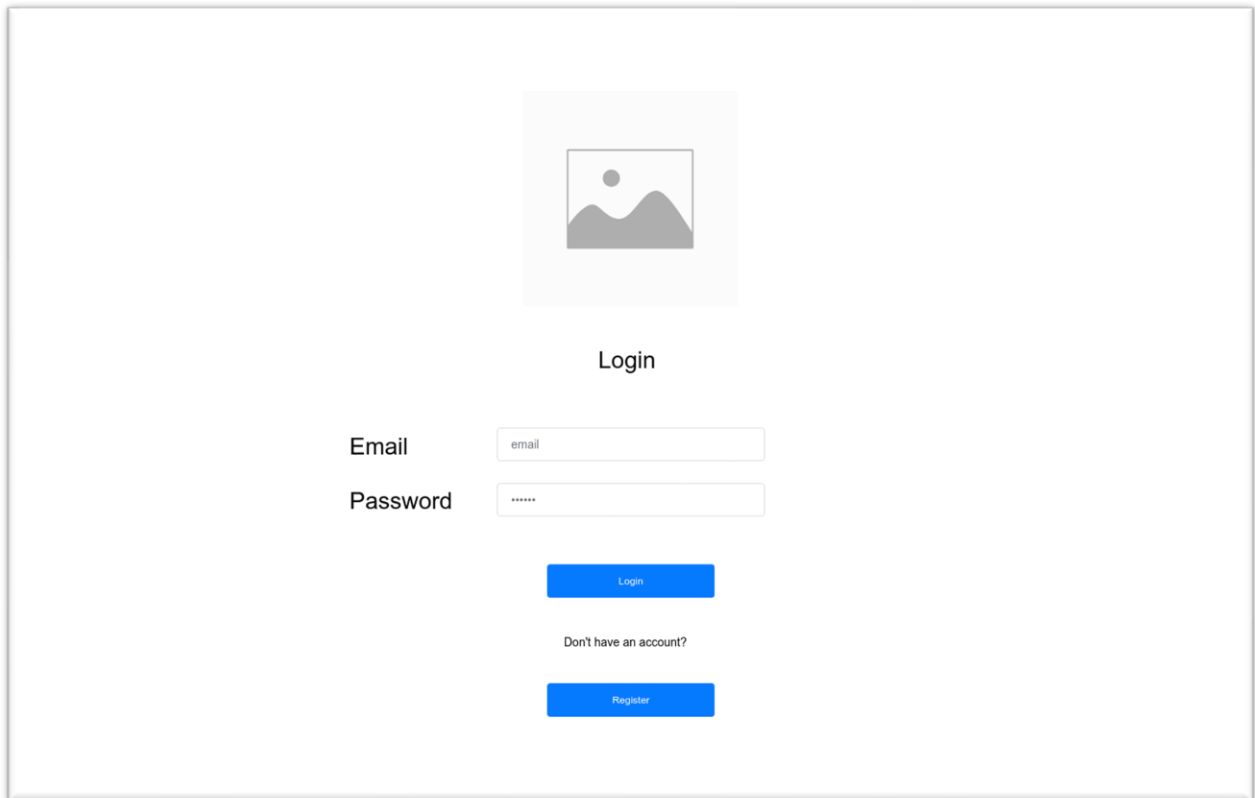 Login
Email email
Password ••••••
Login
Don't have an account?
Register